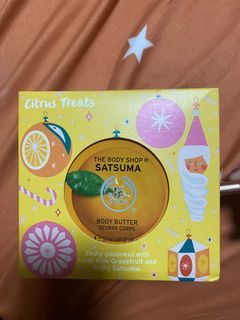 Citrus Treats
THE BODY SHOP®
SATSUMA
BODY BUTTER
BEURRE CORPS
Zesty goodness with
fresh Pink Grapefruit and
fruity Satsuma.